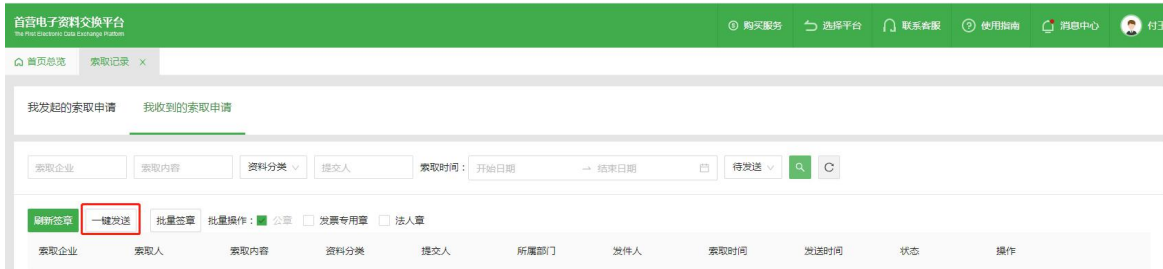 首营电子资料交换平台
The First Electronic Data Exchange Platform
购买服务 选择平台 联系客服 使用指南 消息中心 付王
首页总览 索取记录 ×
我发起的索取申请 我收到的索取申请
索取企业 索取内容 资料分类 提交人 索取时间： 开始日期 → 结束日期 待发送
刷新签章 一键发送 批量签章 批量操作： 公章 发票专用章 法人章
索取企业 索取人 索取内容 资料分类 提交人 所属部门 发件人 索取时间 发送时间 状态 操作